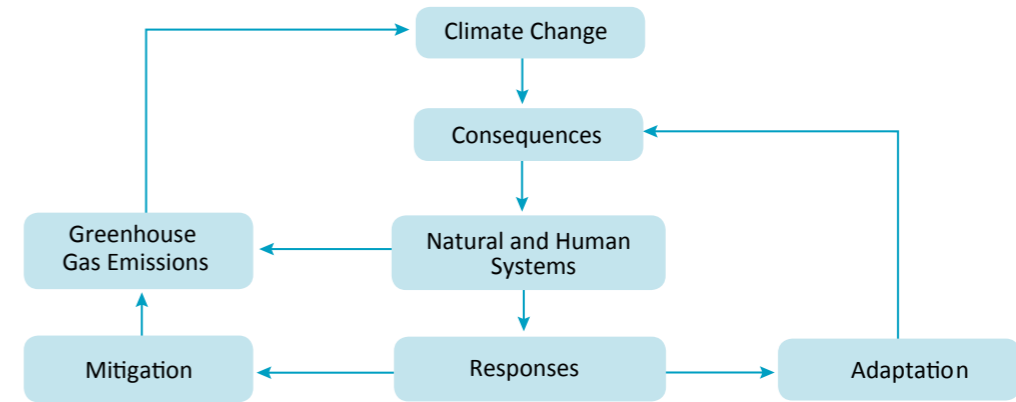 Climate Change
Consequences
Greenhouse
Gas Emissions
Natural and Human
Systems
Mitigation
Responses
Adaptation